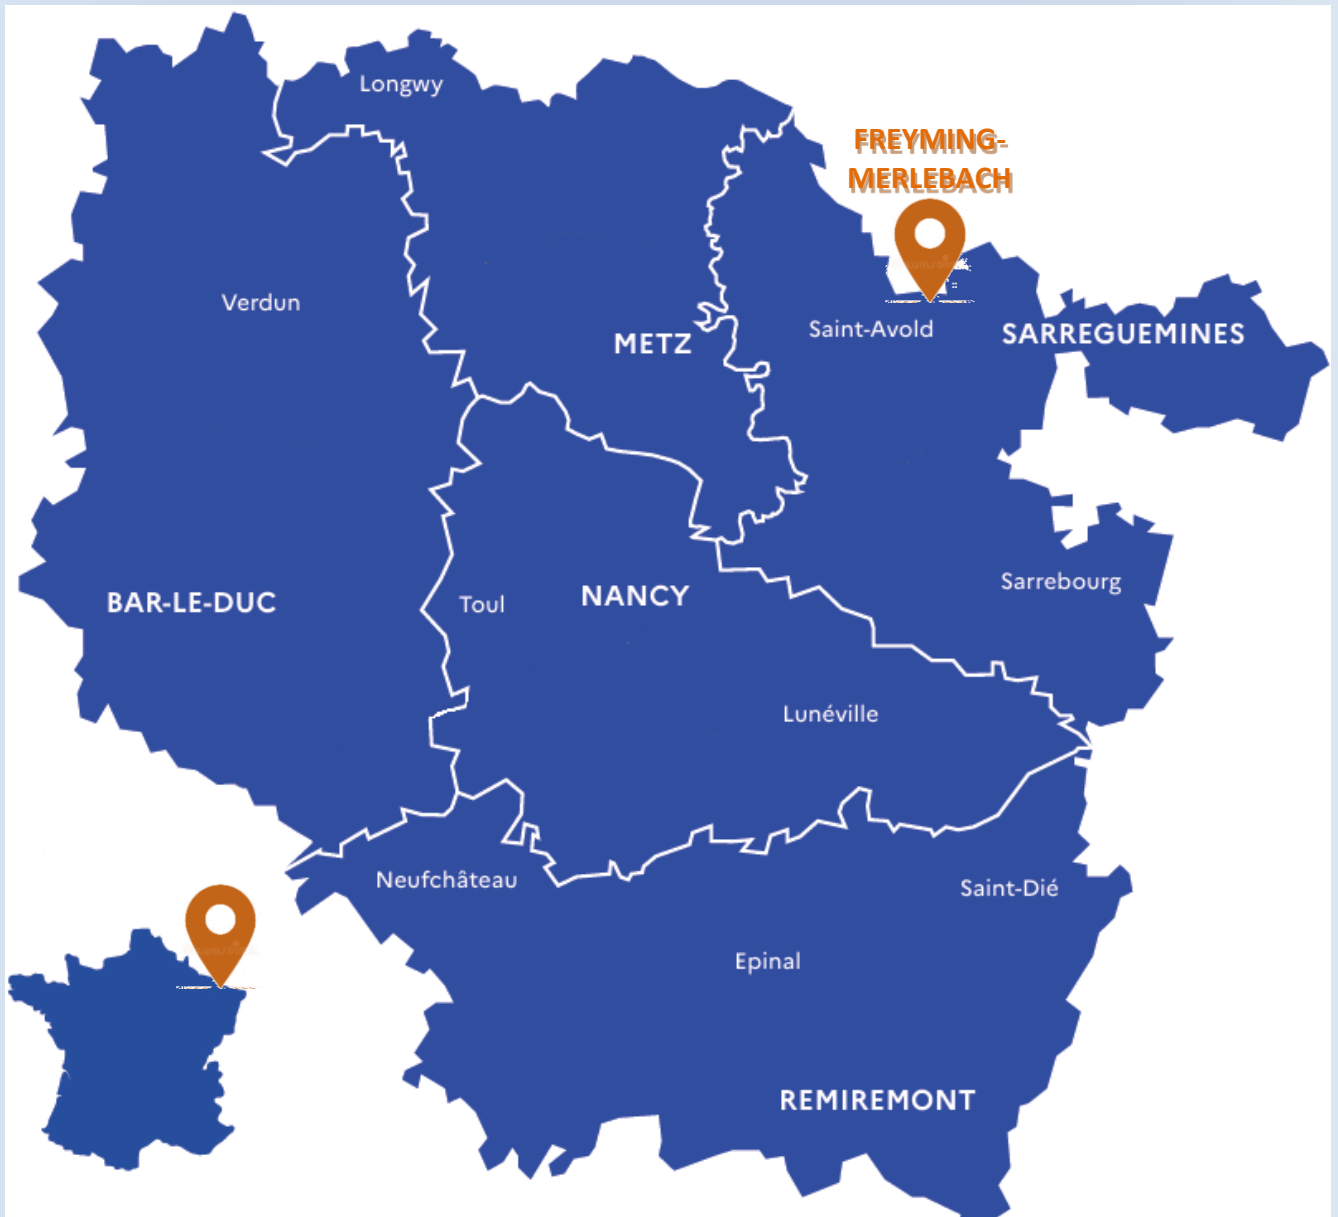 Longwy
FREYMING-
MERLEBACH
Verdun
METZ
Saint-Avold
SARREGUEMINES
BAR-LE-DUC
Toul
NANCY
Sarrebourg
Lunéville
Neufchâteau
Saint-Dié
Epinal
REMIREMONT